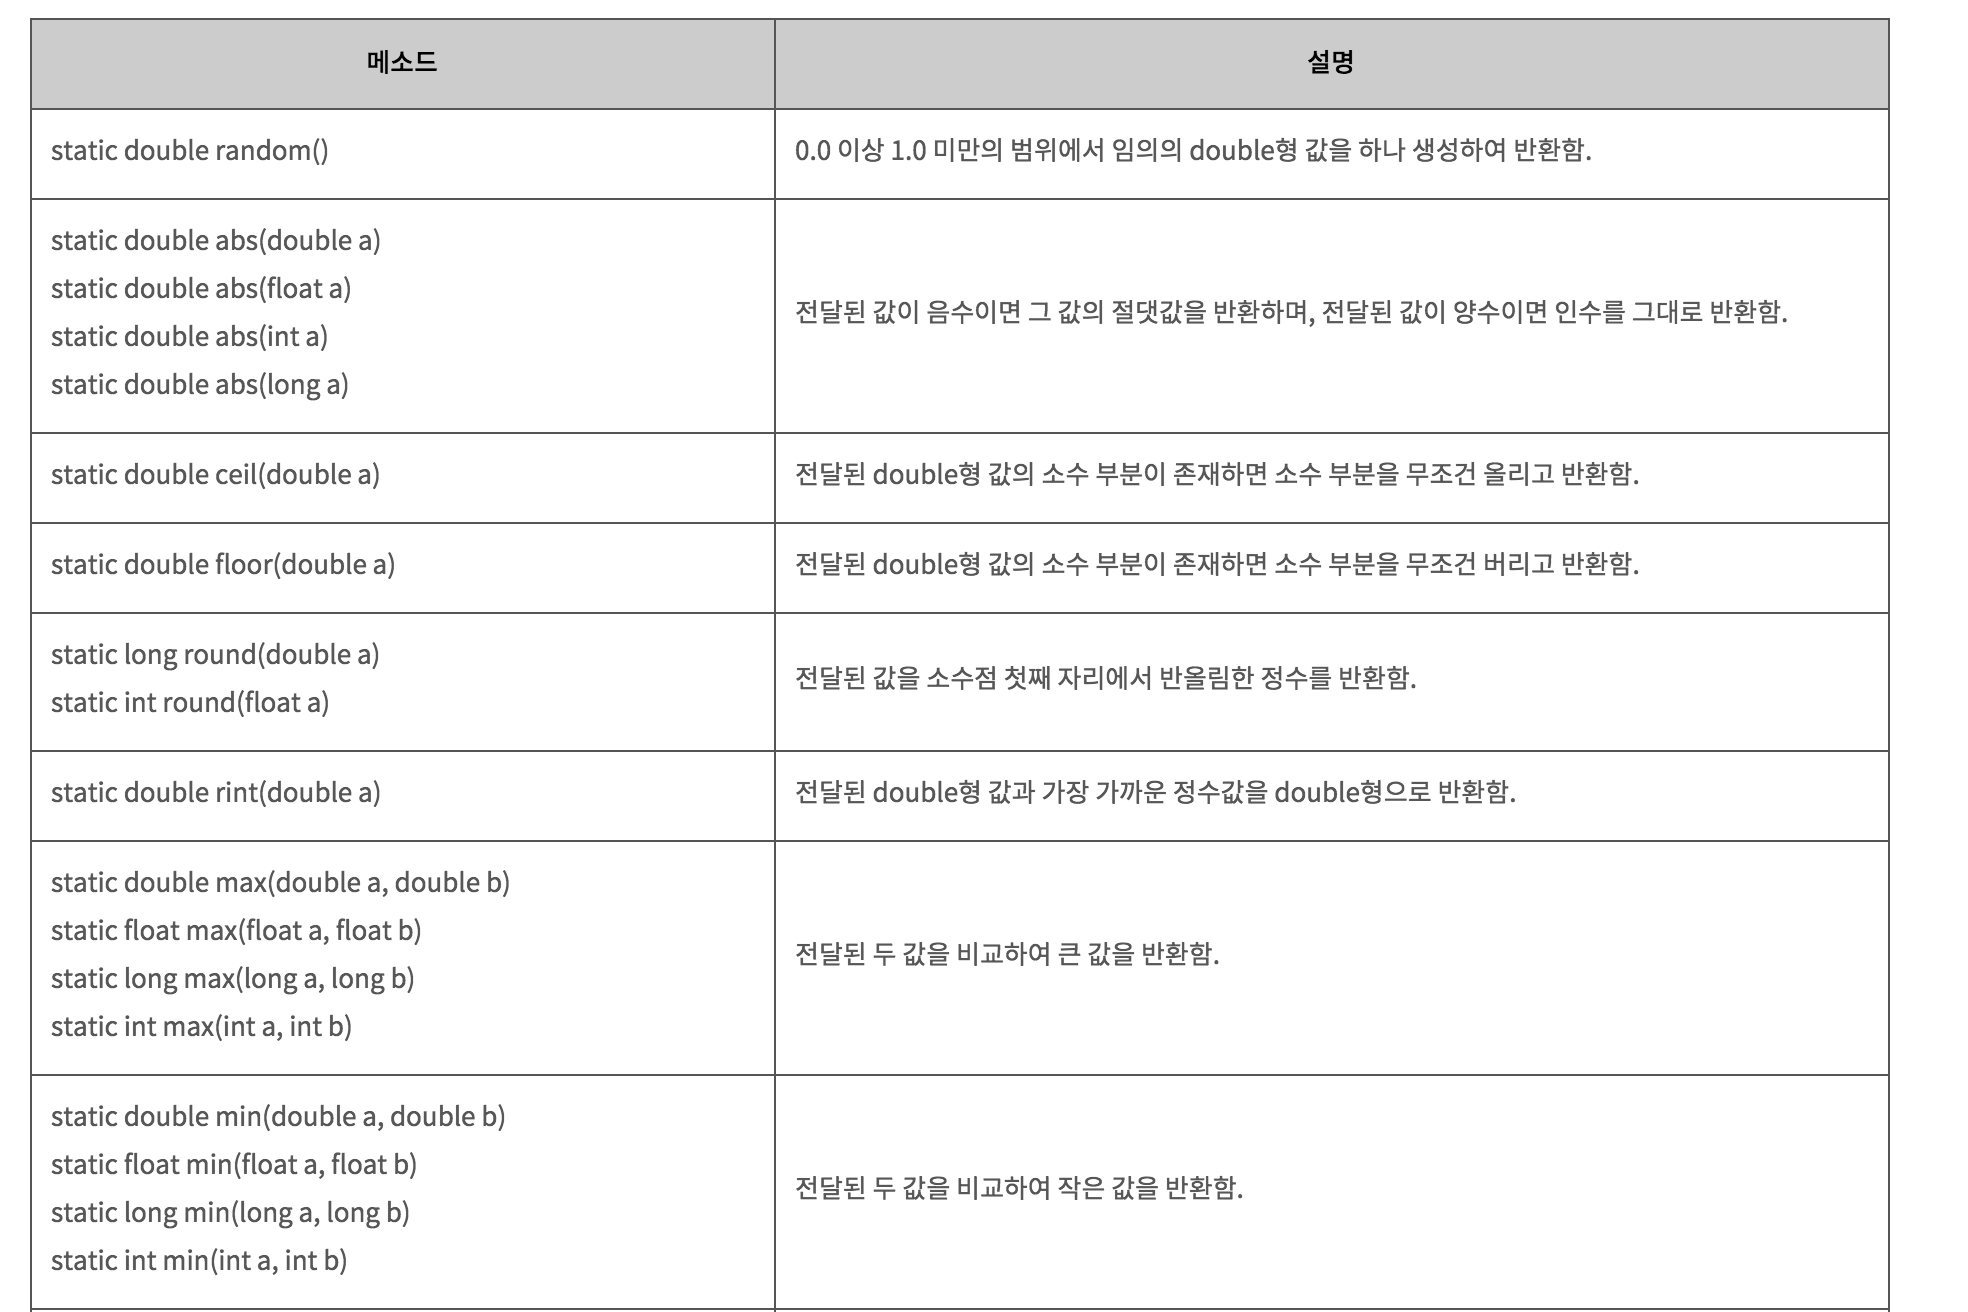 메소드
설명
static double random()
0.0 이상 1.0 미만의 범위에서 임의의 double형 값을 하나 생성하여 반환함.
static double abs(double a)
static double abs(float a)
static double abs(int a)
static double abs(long a)
전달된 값이 음수이면 그 값의 절댓값을 반환하며, 전달된 값이 양수이면 인수를 그대로 반환함.
static double ceil(double a)
전달된 double형 값의 소수 부분이 존재하면 소수 부분을 무조건 올리고 반환함.
static double floor(double a)
전달된 double형 값의 소수 부분이 존재하면 소수 부분을 무조건 버리고 반환함.
static long round(double a)
static int round(float a)
전달된 값을 소수점 첫째 자리에서 반올림한 정수를 반환함.
static double rint(double a)
전달된 double형 값과 가장 가까운 정수값을 double형으로 반환함.
static double max(double a, double b)
static float max(float a, float b)
static long max(long a, long b)
static int max(int a, int b)
전달된 두 값을 비교하여 큰 값을 반환함.
static double min(double a, double b)
static float min(float a, float b)
static long min(long a, long b)
static int min(int a, int b)
전달된 두 값을 비교하여 작은 값을 반환함.